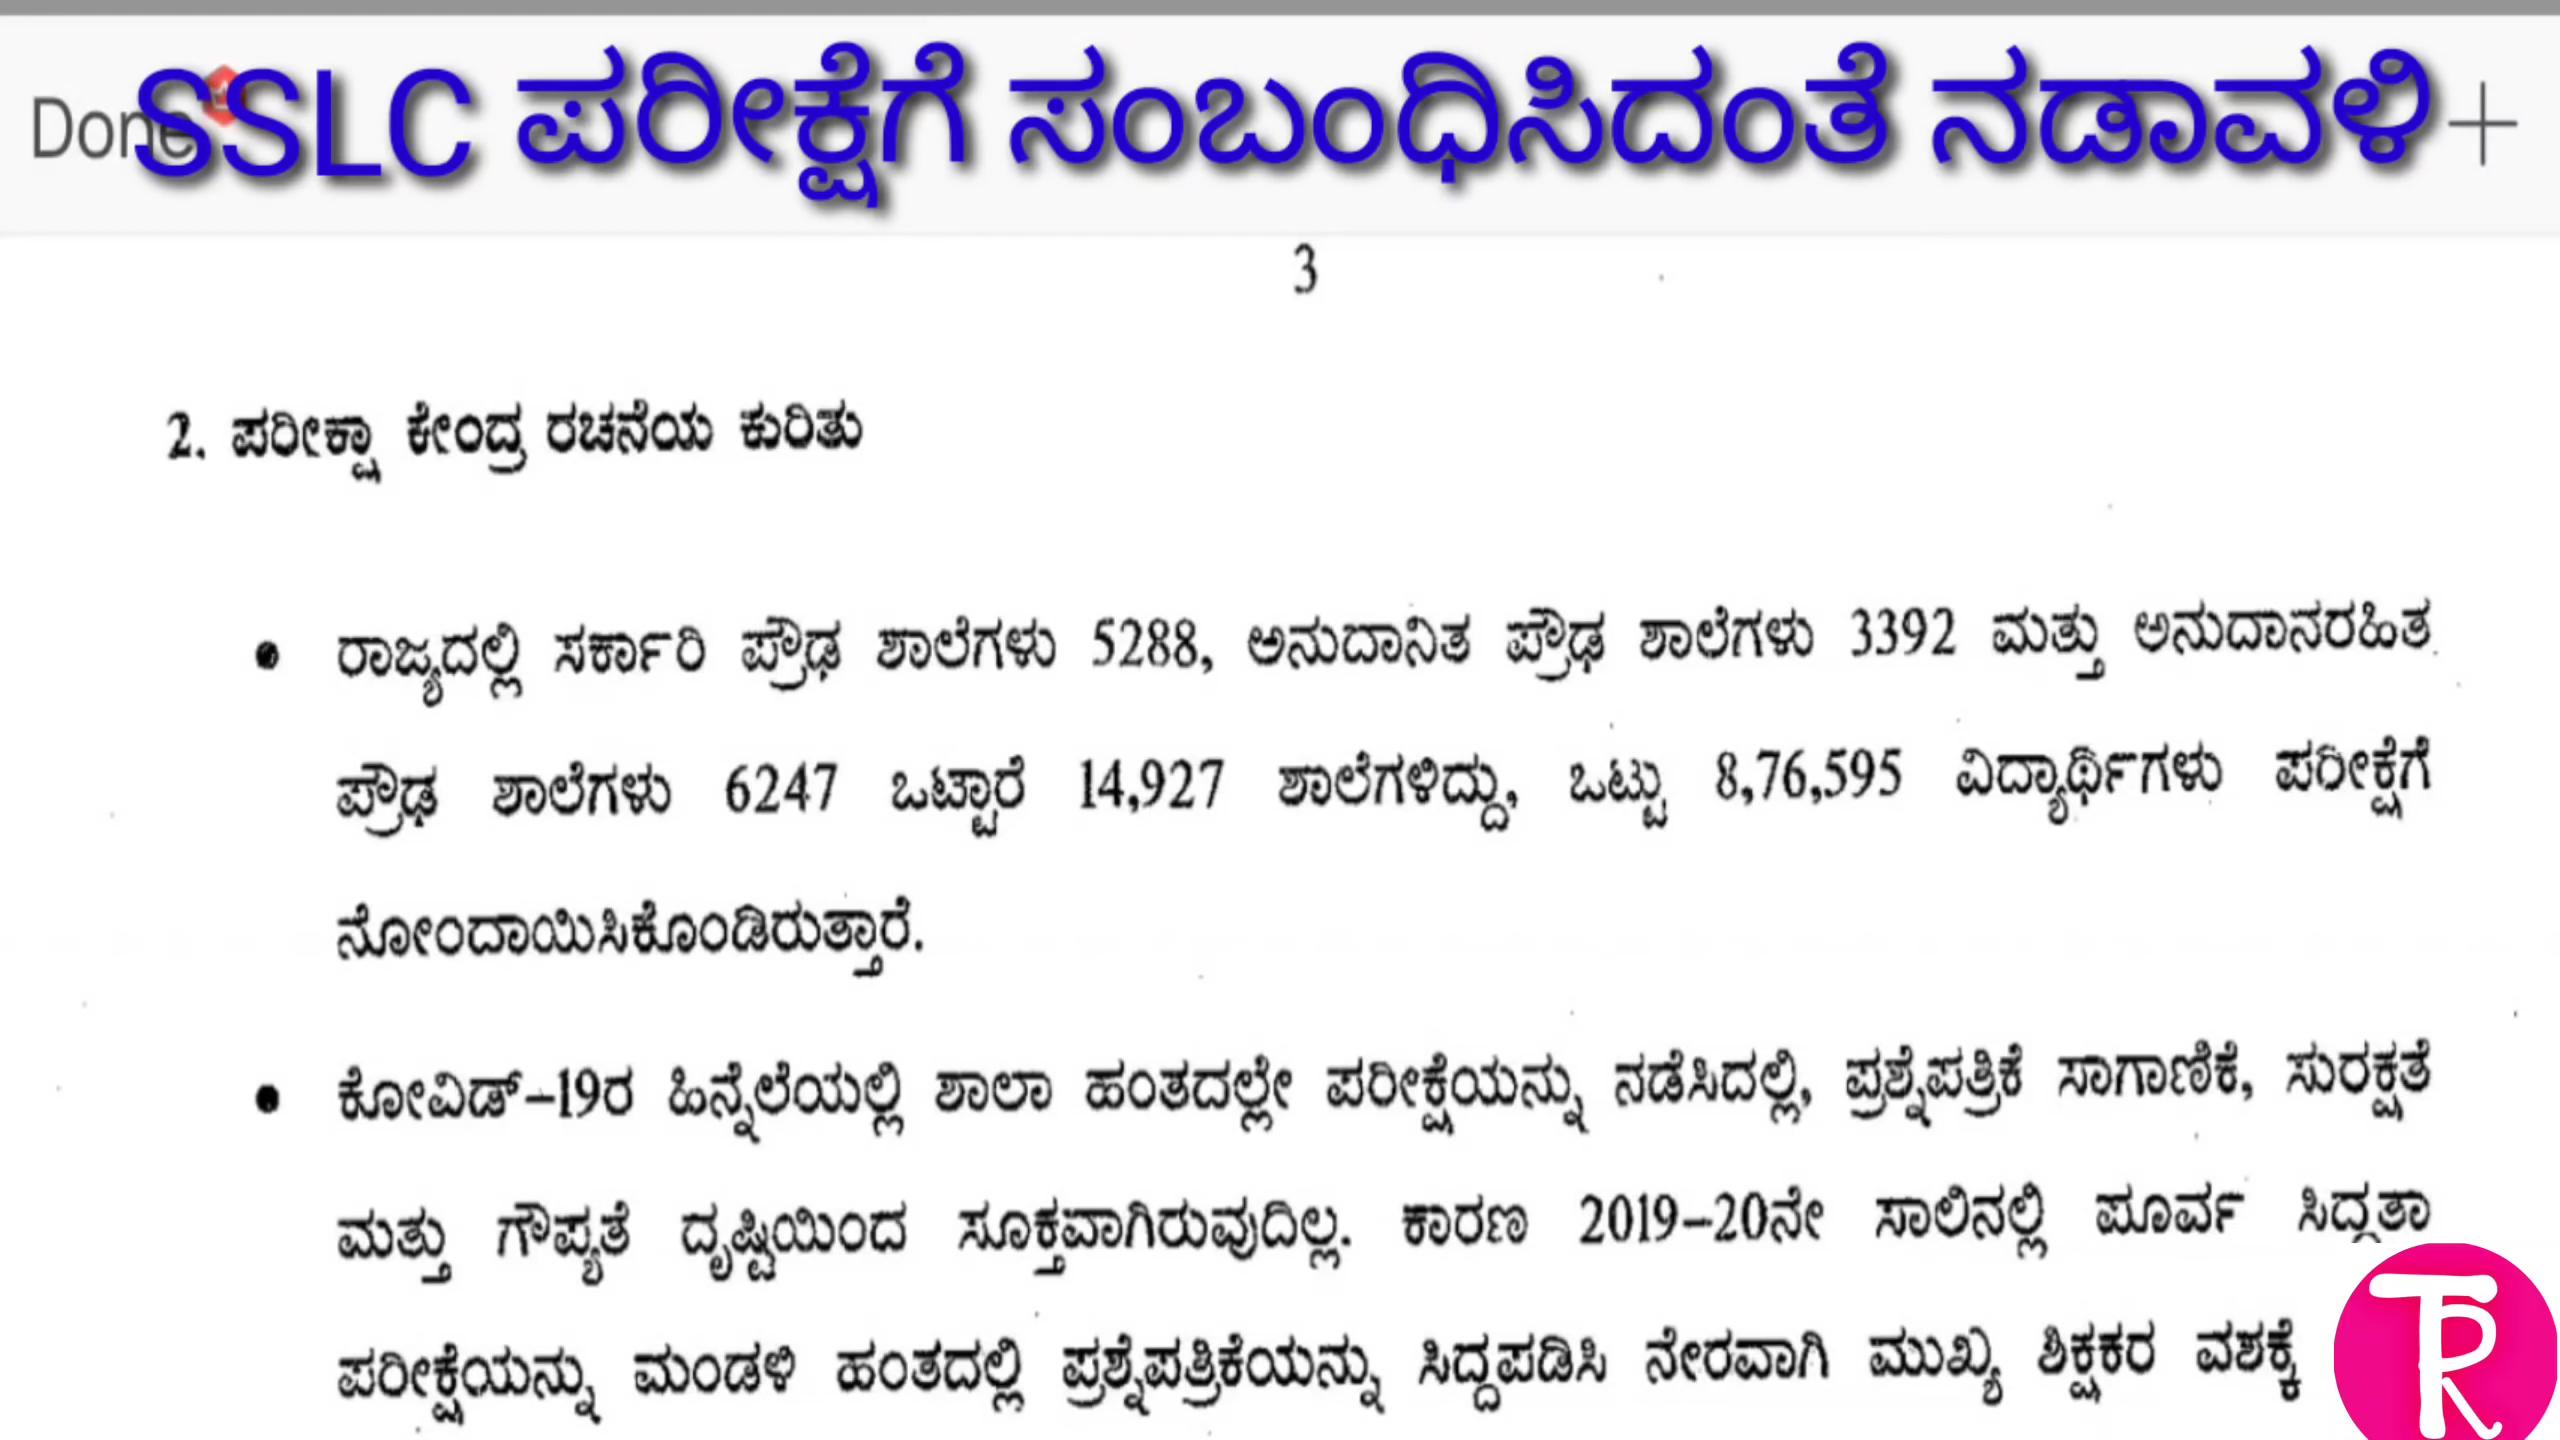 Done
SSLC ಪರೀಕ್ಷೆಗೆ ಸಂಬಂಧಿಸಿದಂತೆ ನಡಾವಳಿ
3
2. ಪರೀಕ್ಷಾ ಕೇಂದ್ರ ರಚನೆಯ ಕುರಿತು
• ರಾಜ್ಯದಲ್ಲಿ ಸರ್ಕಾರಿ ಪ್ರೌಢ ಶಾಲೆಗಳು 5288, ಅನುದಾನಿತ ಪ್ರೌಢ ಶಾಲೆಗಳು 3392 ಮತ್ತು ಅನುದಾನರಹಿತ
ಪ್ರೌಢ ಶಾಲೆಗಳು 6247 ಒಟ್ಟಾರೆ 14,927 ಶಾಲೆಗಳಿದ್ದು, ಒಟ್ಟು 8,76,595 ವಿದ್ಯಾರ್ಥಿಗಳು ಪರೀಕ್ಷೆಗೆ
ನೋಂದಾಯಿಸಿಕೊಂಡಿರುತ್ತಾರೆ.
• ಕೋವಿಡ್–19ರ ಹಿನ್ನೆಲೆಯಲ್ಲಿ ಶಾಲಾ ಹಂತದಲ್ಲೇ ಪರೀಕ್ಷೆಯನ್ನು ನಡೆಸಿದಲ್ಲಿ, ಪ್ರಶ್ನೆಪತ್ರಿಕೆ ಸಾಗಾಣಿಕೆ, ಸುರಕ್ಷತೆ
ಮತ್ತು ಗೌಪ್ಯತೆ ದೃಷ್ಟಿಯಿಂದ ಸೂಕ್ತವಾಗಿರುವುದಿಲ್ಲ. ಕಾರಣ 2019–20ನೇ ಸಾಲಿನಲ್ಲಿ ಪೂರ್ವ ಸಿದ್ಧತಾ
ಪರೀಕ್ಷೆಯನ್ನು ಮಂಡಳಿ ಹಂತದಲ್ಲಿ ಪ್ರಶ್ನೆಪತ್ರಿಕೆಯನ್ನು ಸಿದ್ದಪಡಿಸಿ ನೇರವಾಗಿ ಮುಖ್ಯ ಶಿಕ್ಷಕರ ವಶಕ್ಕೆ